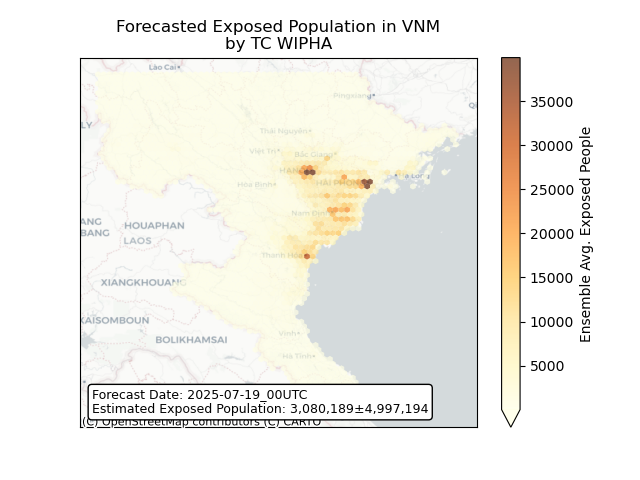 Forecasted Exposed Population in VNM
by TC WIPHA
Lào Cai
Pingxiang
Thái Nguyên
Việt Trì
Bắc Giang
Hòa Bình
HẢI PHÒNG
Nam Định
ANG
BANG
HOUAPHAN
LAOS
Thanh Hóa
XIANGKHOUANG
KAISOMBOUN
BOLIKHAMSAI
Vinh
Hà Tĩnh
35000
30000
25000
20000
15000
10000
5000
Ensemble Avg. Exposed People
Forecast Date: 2025-07-19_00UTC
Estimated Exposed Population: 3,080,189±4,997,194
(C) OpenStreetMap contributors (C) CARTO